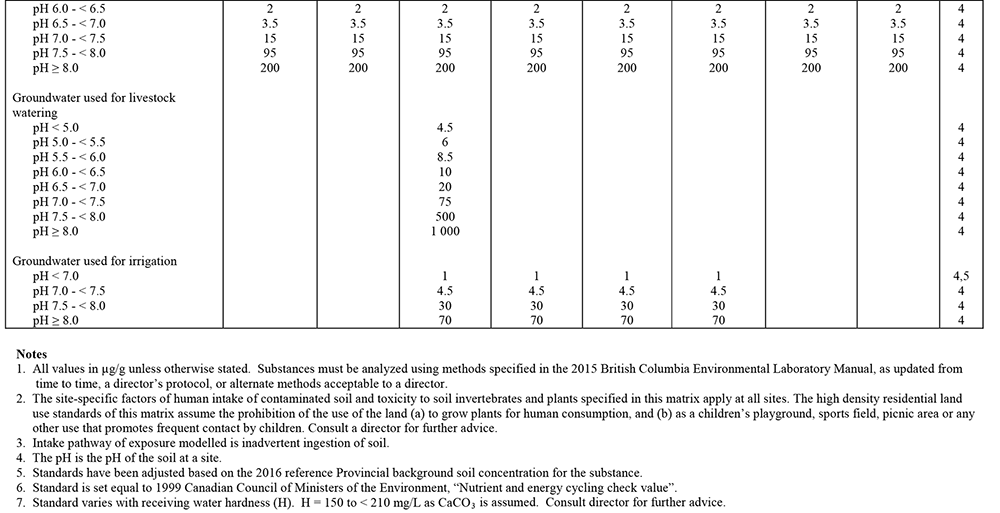 pH 6.0 - < 6.5 2 2 2 2 2 2 2 2 4
pH 6.5 - < 7.0 3.5 3.5 3.5 3.5 3.5 3.5 3.5 3.5 4
pH 7.0 - < 7.5 15 15 15 15 15 15 15 15 4
pH 7.5 - < 8.0 95 95 95 95 95 95 95 95 4
pH ≥ 8.0 200 200 200 200 200 200 200 200 4
Groundwater used for livestock
watering
pH < 5.0 4.5 4
pH 5.0 - < 5.5 6 4
pH 5.5 - < 6.0 8.5 4
pH 6.0 - < 6.5 10 4
pH 6.5 - < 7.0 20 4
pH 7.0 - < 7.5 75 4
pH 7.5 - < 8.0 500 4
pH ≥ 8.0 1 000 4
Groundwater used for irrigation
pH < 7.0 1 1 1 1 4,5
pH 7.0 - < 7.5 4.5 4.5 4.5 4.5 4
pH 7.5 - < 8.0 30 30 30 30 4
pH ≥ 8.0 70 70 70 70 4
Notes
1. All values in µg/g unless otherwise stated. Substances must be analyzed using methods specified in the 2015 British Columbia Environmental Laboratory Manual, as updated from
time to time, a director's protocol, or alternate methods acceptable to a director.
2. The site-specific factors of human intake of contaminated soil and toxicity to soil invertebrates and plants specified in this matrix apply at all sites. The high density residential land
use standards of this matrix assume the prohibition of the use of the land (a) to grow plants for human consumption, and (b) as a children's playground, sports field, picnic area or any
other use that promotes frequent contact by children. Consult a director for further advice.
3. Intake pathway of exposure modelled is inadvertent ingestion of soil.
4. The pH is the pH of the soil at a site.
5. Standards have been adjusted based on the 2016 reference Provincial background soil concentration for the substance.
6. Standard is set equal to 1999 Canadian Council of Ministers of the Environment, "Nutrient and energy cycling check value".
7. Standard varies with receiving water hardness (H). H = 150 to < 210 mg/L as CaCO₃ is assumed. Consult director for further advice.